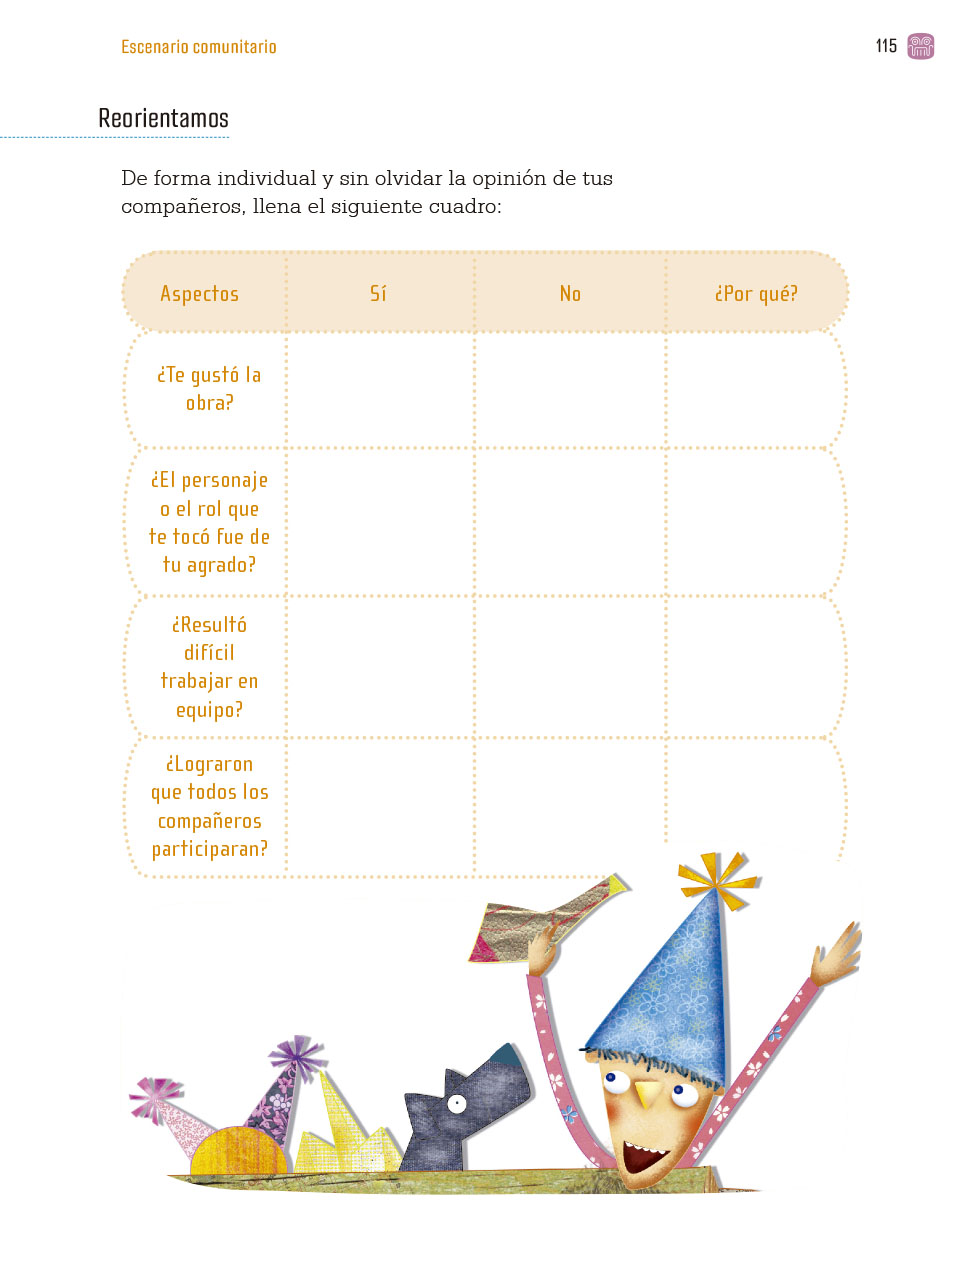 Escenario comunitario
115
Reorientamos
De forma individual y sin olvidar la opinión de tus
compañeros, llena el siguiente cuadro:
Aspectos Sí No ¿Por qué?
¿Te gustó la
obra?
¿El personaje
o el rol que
te tocó fue de
tu agrado?
¿Resultó
difícil
trabajar en
equipo?
¿Lograron
que todos los
compañeros
participaran?